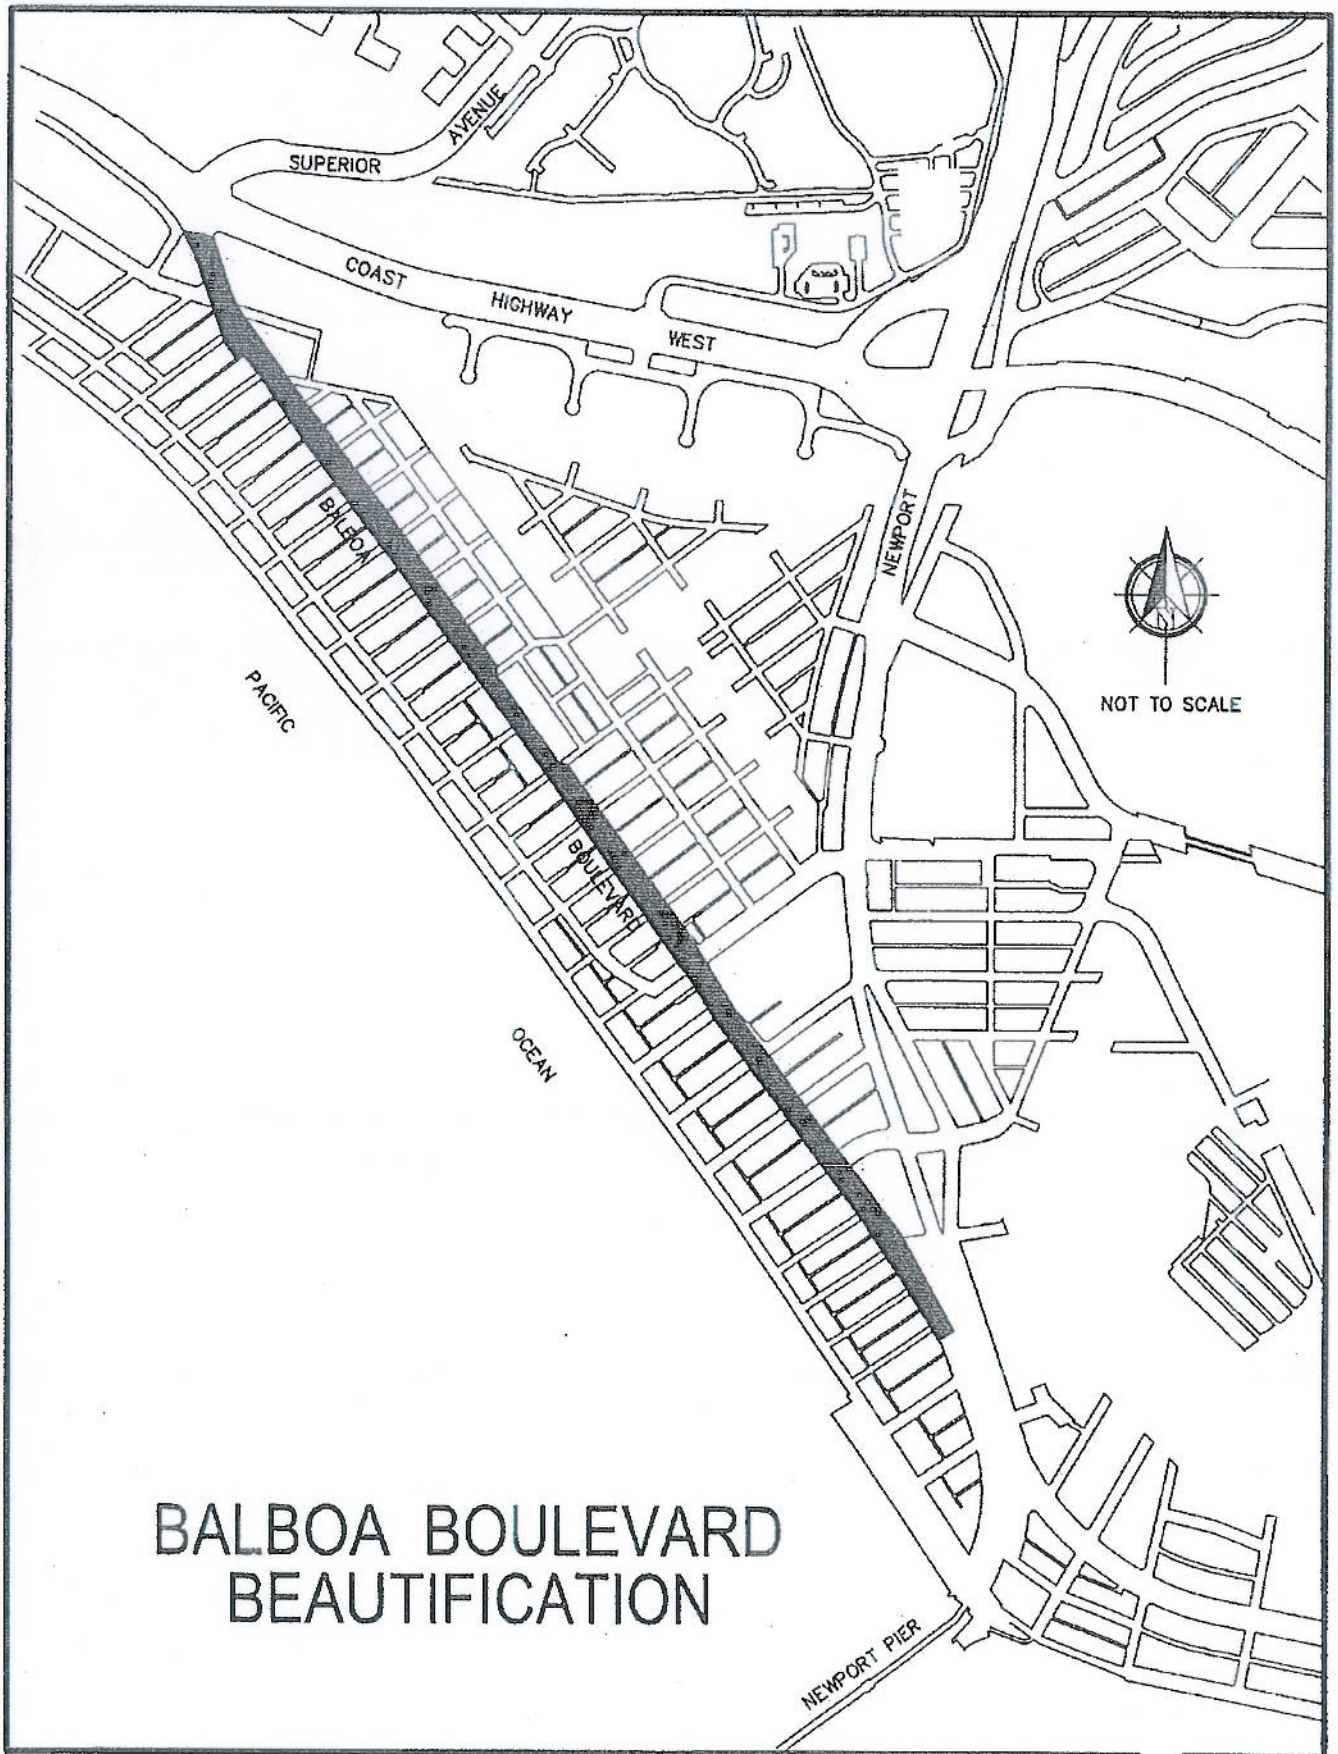 SUPERIOR
AVENUE
COAST
HIGHWAY
WEST
NEWPORT
BALBOA
PACIFIC
NOT TO SCALE
BOULEVARD
OCEAN
BALBOA BOULEVARD
BEAUTIFICATION
NEWPORT PIER